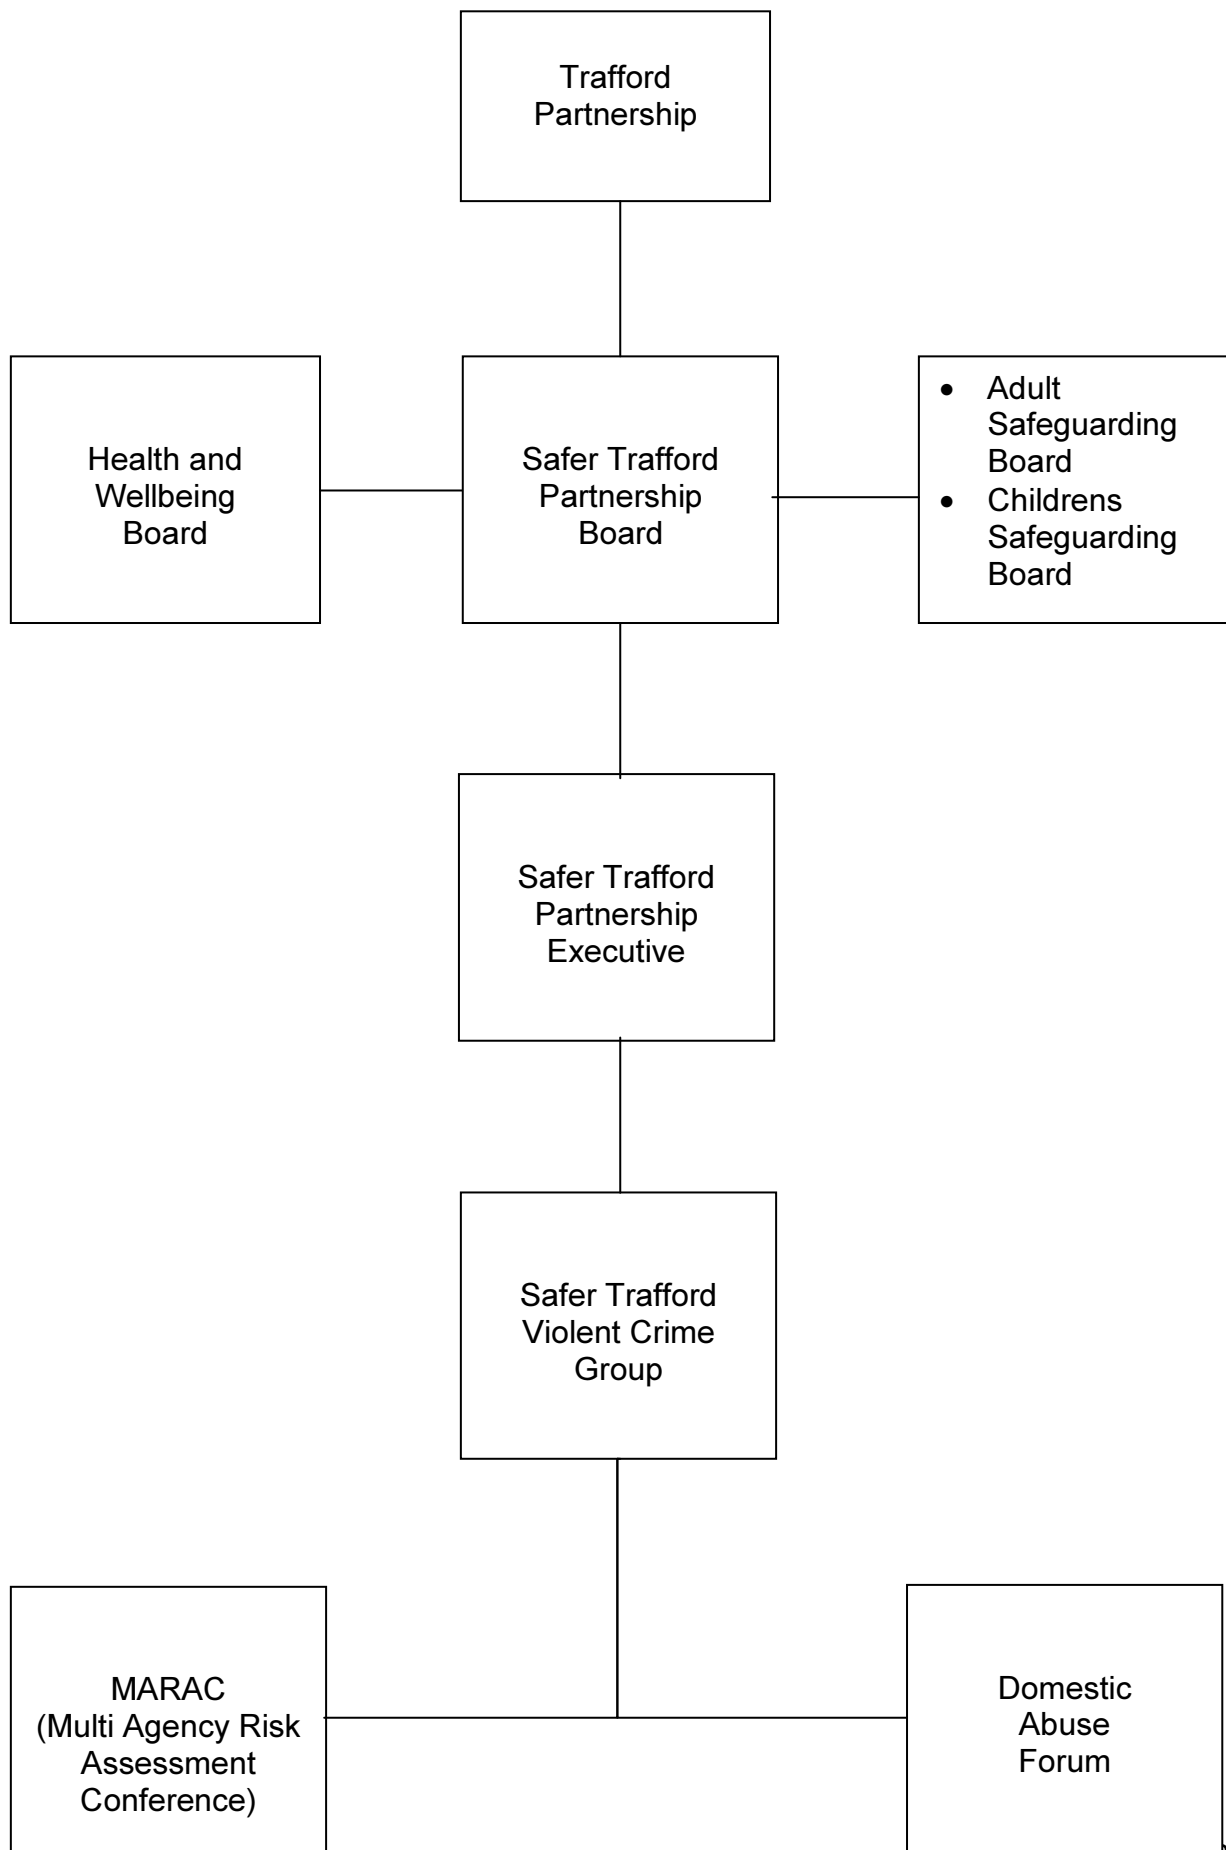 Trafford
Partnership
Health and
Wellbeing
Board
Safer Trafford
Partnership
Board
• Adult
Safeguarding
Board
• Childrens
Safeguarding
Board
Safer Trafford
Partnership
Executive
Safer Trafford
Violent Crime
Group
MARAC
(Multi Agency Risk
Assessment
Conference)
Domestic
Abuse
Forum